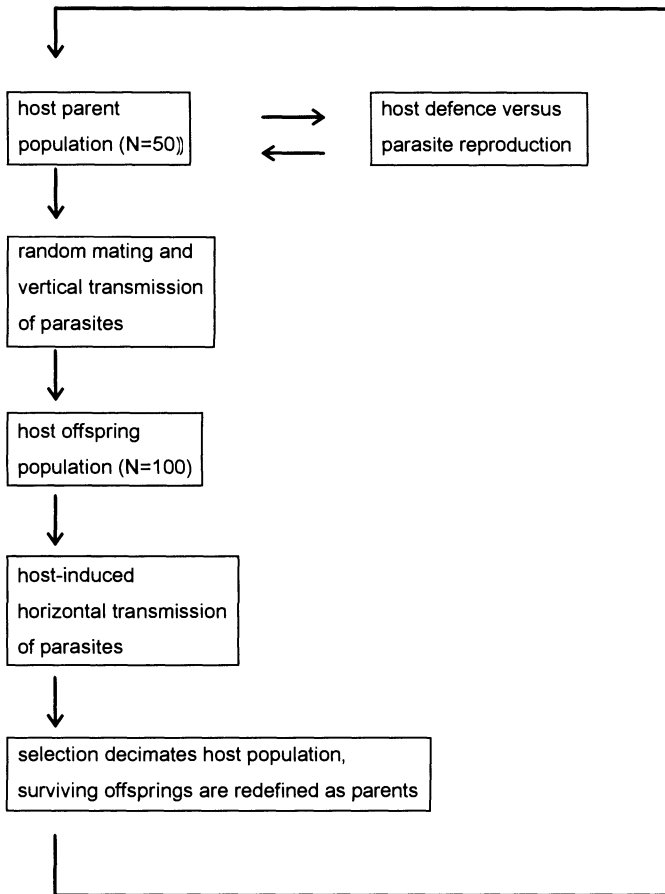 host parent
population (N=50))
host defence versus
parasite reproduction
random mating and
vertical transmission
of parasites
host offspring
population (N=100)
host-induced
horizontal transmission
of parasites
selection decimates host population,
surviving offsprings are redefined as parents